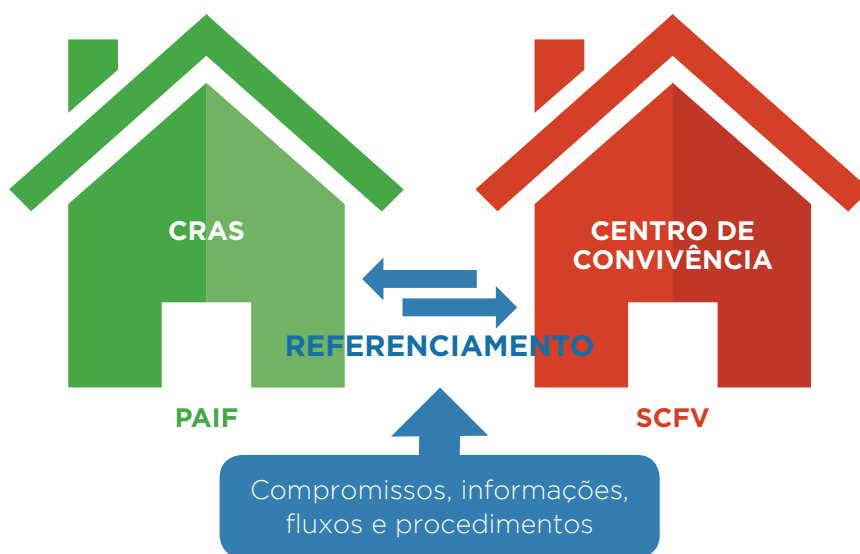 CRAS
CENTRO DE
CONVIVÊNCIA
REFERENCIAMENTO
PAIF
SCFV
Compromissos, informações,
fluxos e procedimentos